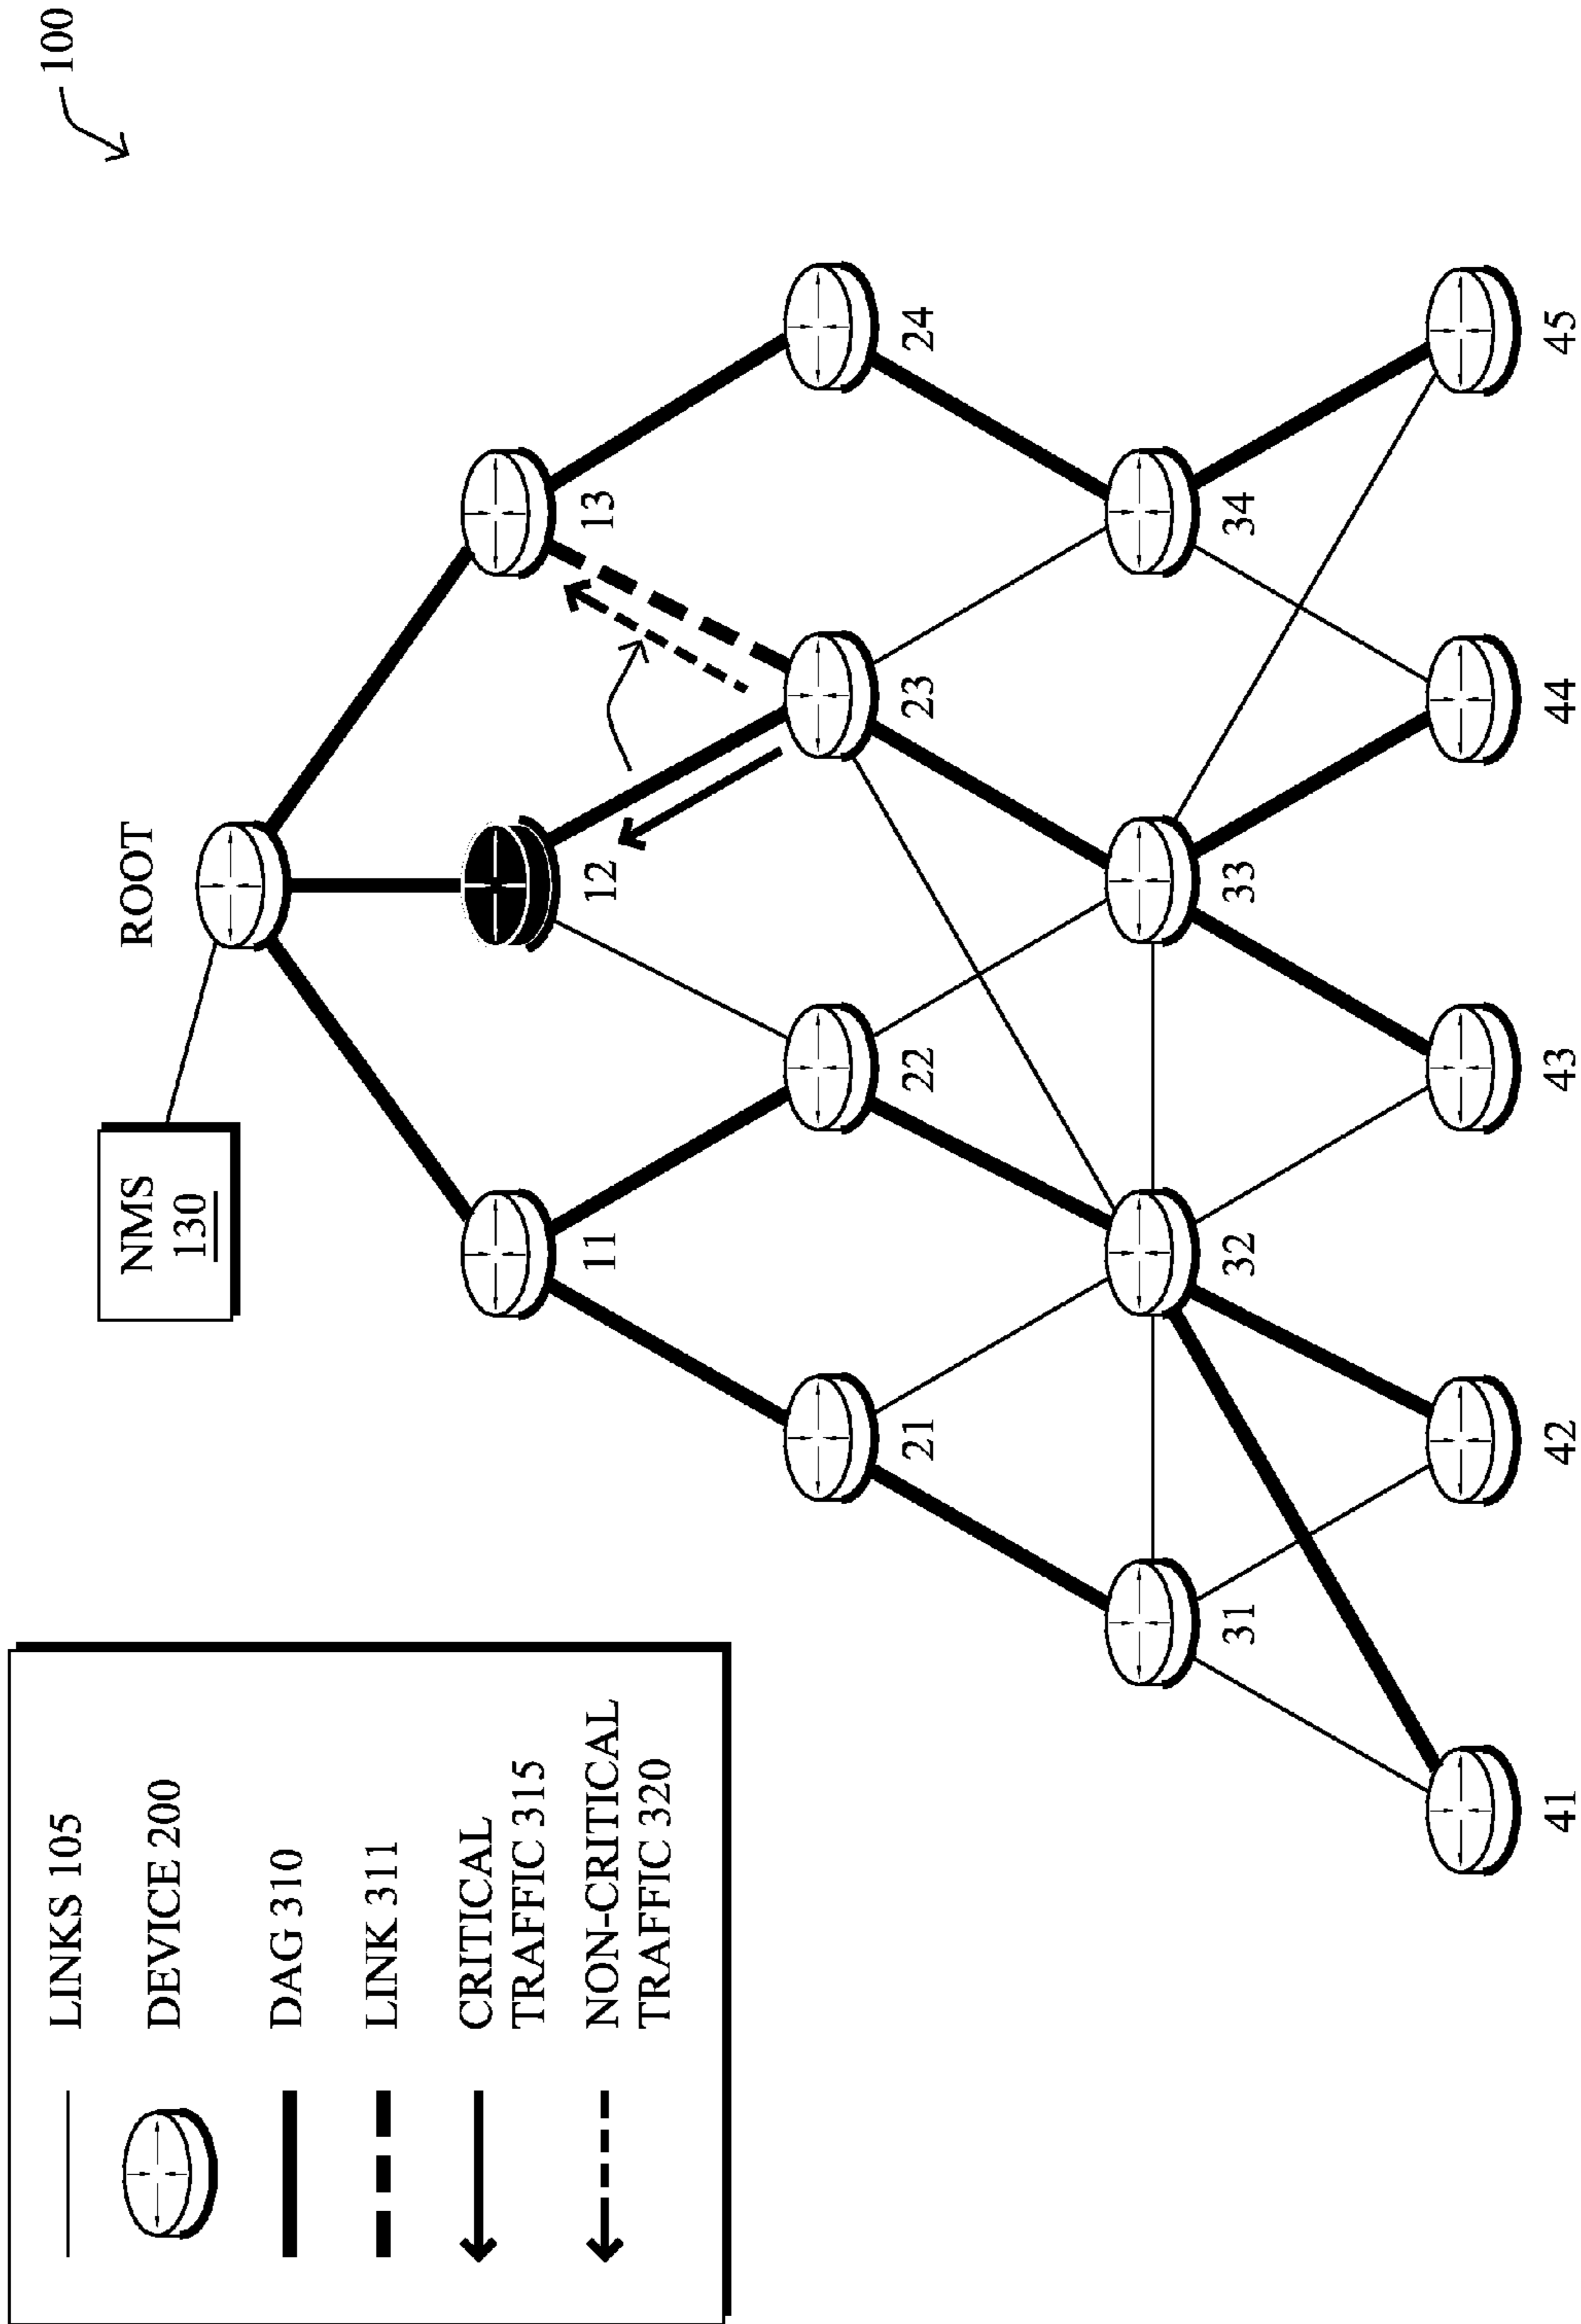 100
NMS
130
ROOT
11
12
13
21
22
23
24
31
32
33
34
41
42
43
44
45
LINKS 105
DEVICE 200
DAG 310
LINK 311
CRITICAL
TRAFFIC 315
NON-CRITICAL
TRAFFIC 320